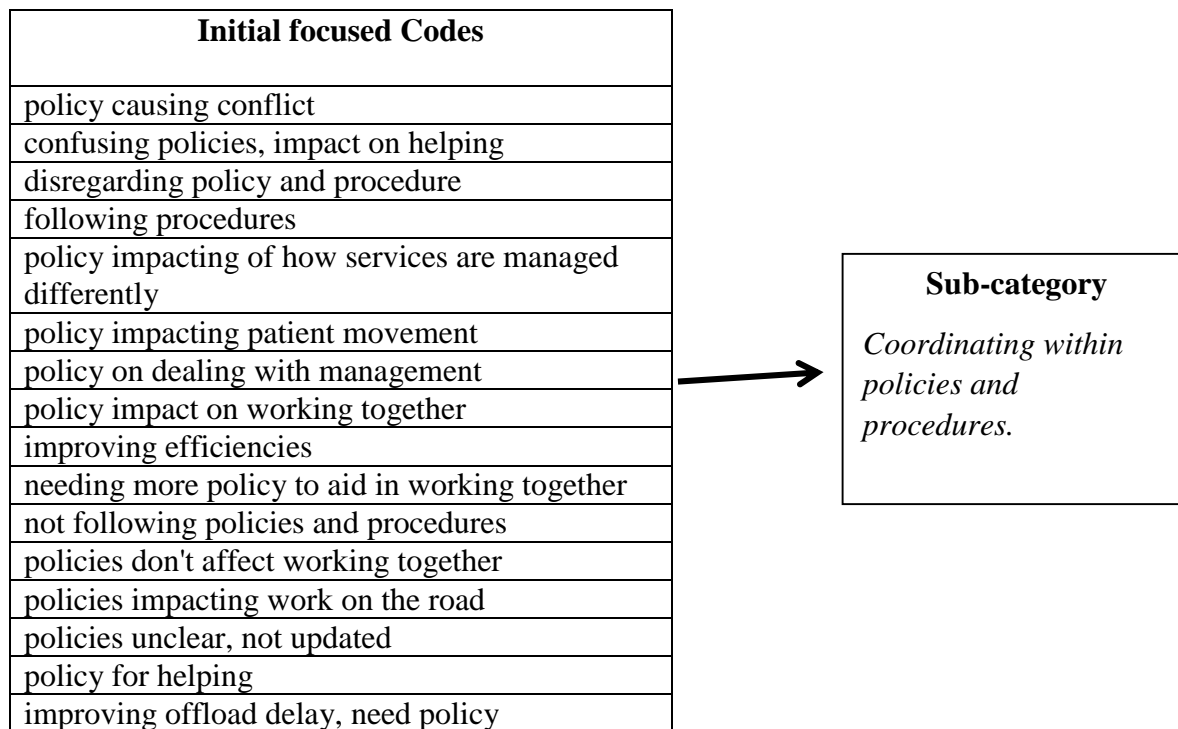 Initial focused Codes
policy causing conflict
confusing policies, impact on helping
disregarding policy and procedure
following procedures
policy impacting of how services are managed
differently
policy impacting patient movement
policy on dealing with management
policy impact on working together
improving efficiencies
needing more policy to aid in working together
not following policies and procedures
policies don't affect working together
policies impacting work on the road
policies unclear, not updated
policy for helping
improving offload delay, need policy
Sub-category
Coordinating within
policies and
procedures.